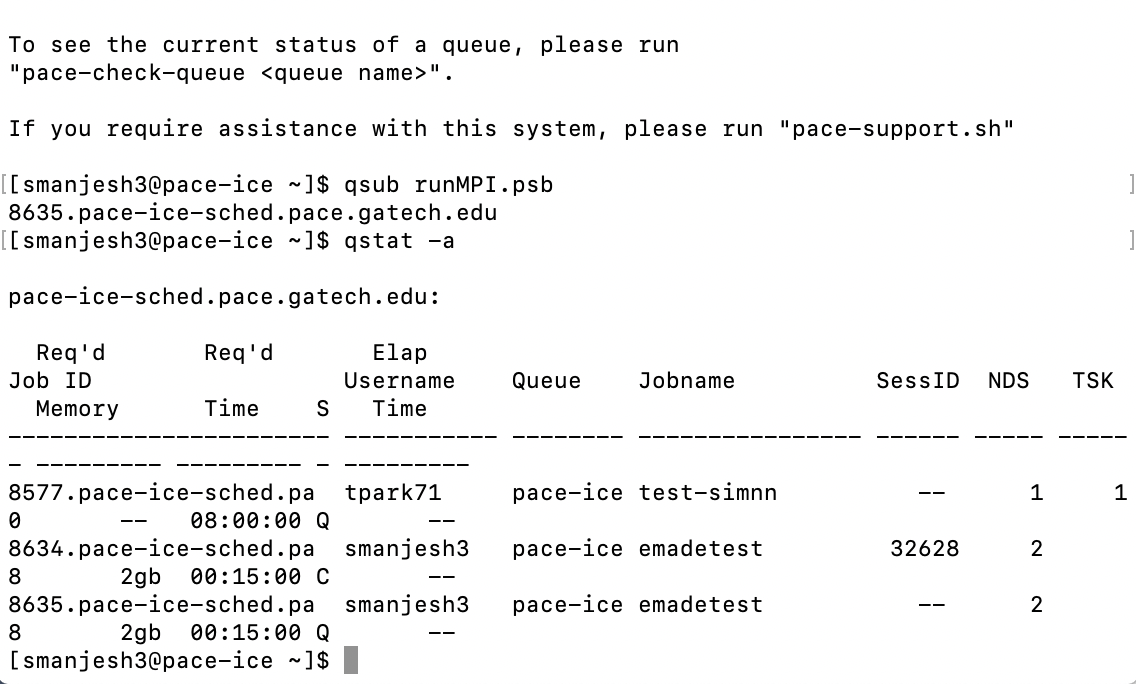 To see the current status of a queue, please run
"pace-check-queue <queue name>".
If you require assistance with this system, please run "pace-support.sh"
[[smanjesh3@pace-ice ~]$ qsub runMPI.psb ]
8635.pace-ice-sched.pace.gatech.edu
[[smanjesh3@pace-ice ~]$ qstat -a ]
pace-ice-sched.pace.gatech.edu:
  Req'd       Req'd       Elap
Job ID                  Username    Queue    Jobname          SessID  NDS   TSK
  Memory      Time    S   Time
----------------------- ----------- -------- ---------------- ------ ----- -----
- --------- --------- - ---------
8577.pace-ice-sched.pa  tpark71     pace-ice test-simnn          --      1     1
0       --   08:00:00 Q       --
8634.pace-ice-sched.pa  smanjesh3   pace-ice emadetest         32628     2
8       2gb  00:15:00 C       --
8635.pace-ice-sched.pa  smanjesh3   pace-ice emadetest           --      2
8       2gb  00:15:00 Q       --
[smanjesh3@pace-ice ~]$